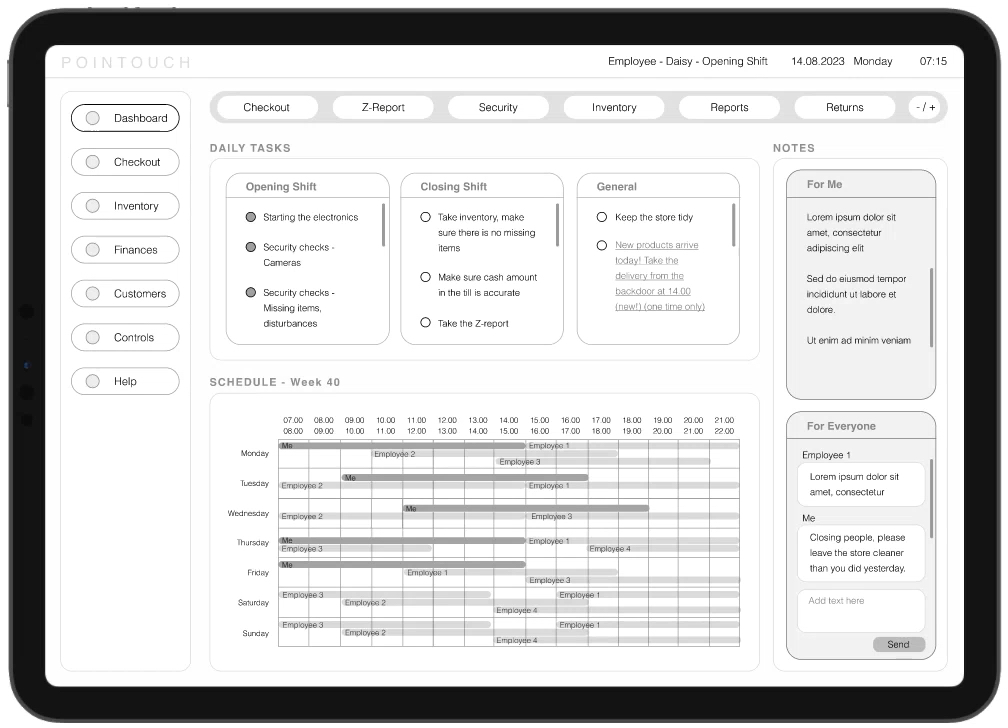 POINTOUCH
Employee - Daisy - Opening Shift 14.08.2023 Monday 07:15
Dashboard
Checkout
Inventory
Finances
Customers
Controls
Help
Checkout Z-Report Security Inventory Reports Returns - / +
DAILY TASKS
Opening Shift
Starting the electronics
Security checks -
Cameras
Security checks -
Missing items,
disturbances
Closing Shift
Take inventory, make
sure there is no missing
items
Make sure cash amount
in the till is accurate
Take the Z-report
General
Keep the store tidy
New products arrive
today! Take the
delivery from the
backdoor at 14.00
(new!) (one time only)
SCHEDULE - Week 40
07.00 08.00 09.00 10.00 11.00 12.00 13.00 14.00 15.00 16.00 17.00 18.00 19.00 20.00 21.00
08.00 09.00 10.00 11.00 12.00 13.00 14.00 15.00 16.00 17.00 18.00 19.00 20.00 21.00 22.00
Monday
Me Employee 1
Employee 2
Employee 3
Tuesday
Me
Employee 2 Employee 1
Wednesday
Me
Employee 2 Employee 3
Thursday
Me Employee 1
Employee 3 Employee 4
Friday
Me
Employee 1
Employee 3
Saturday
Employee 3 Employee 1
Employee 2
Employee 4
Sunday
Employee 3 Employee 1
Employee 2
Employee 4
NOTES
For Me
Lorem ipsum dolor sit
amet, consectetur
adipiscing elit
Sed do eiusmod tempor
incididunt ut labore et
dolore.
Ut enim ad minim veniam
For Everyone
Employee 1
Lorem ipsum dolor sit
amet, consectetur
Me
Closing people, please
leave the store cleaner
than you did yesterday.
Add text here
Send